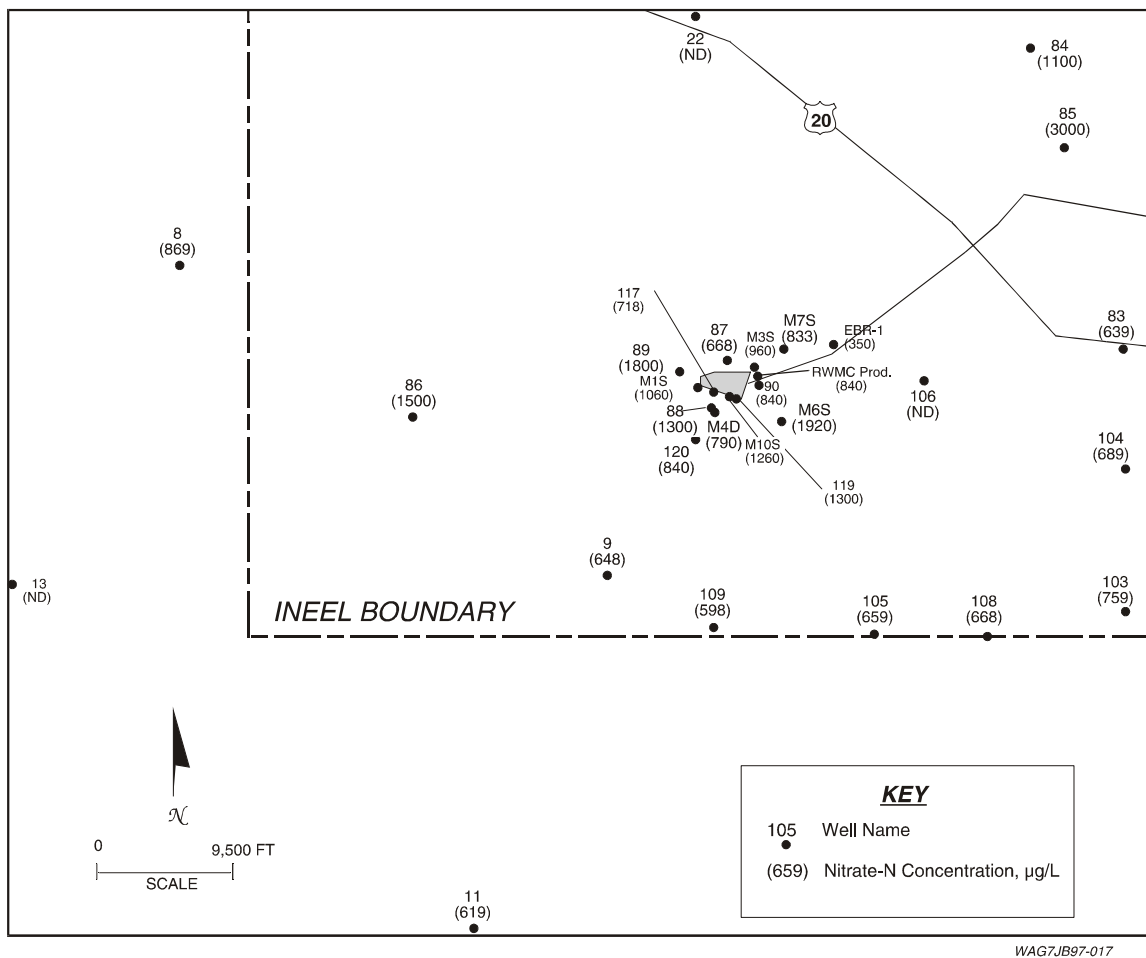 22
(ND)
84
(1100)
20
85
(3000)
8
(869)
117
(718)
87
(668)
M3S
(960)
M7S
(833)
EBR-1
(350)
83
(639)
89
(1800)
M1S
(1060)
RWMC Prod.
(840)
90
(840)
86
(1500)
106
(ND)
88
(1300)
M4D
(790)
M6S
(1920)
M10S
(1260)
120
(840)
104
(689)
119
(1300)
9
(648)
13
(ND)
109
(598)
105
(659)
108
(668)
103
(759)
INEEL BOUNDARY
N
0 9,500 FT
SCALE
KEY
105 Well Name
(659) Nitrate-N Concentration, µg/L
11
(619)
WAG7JB97-017